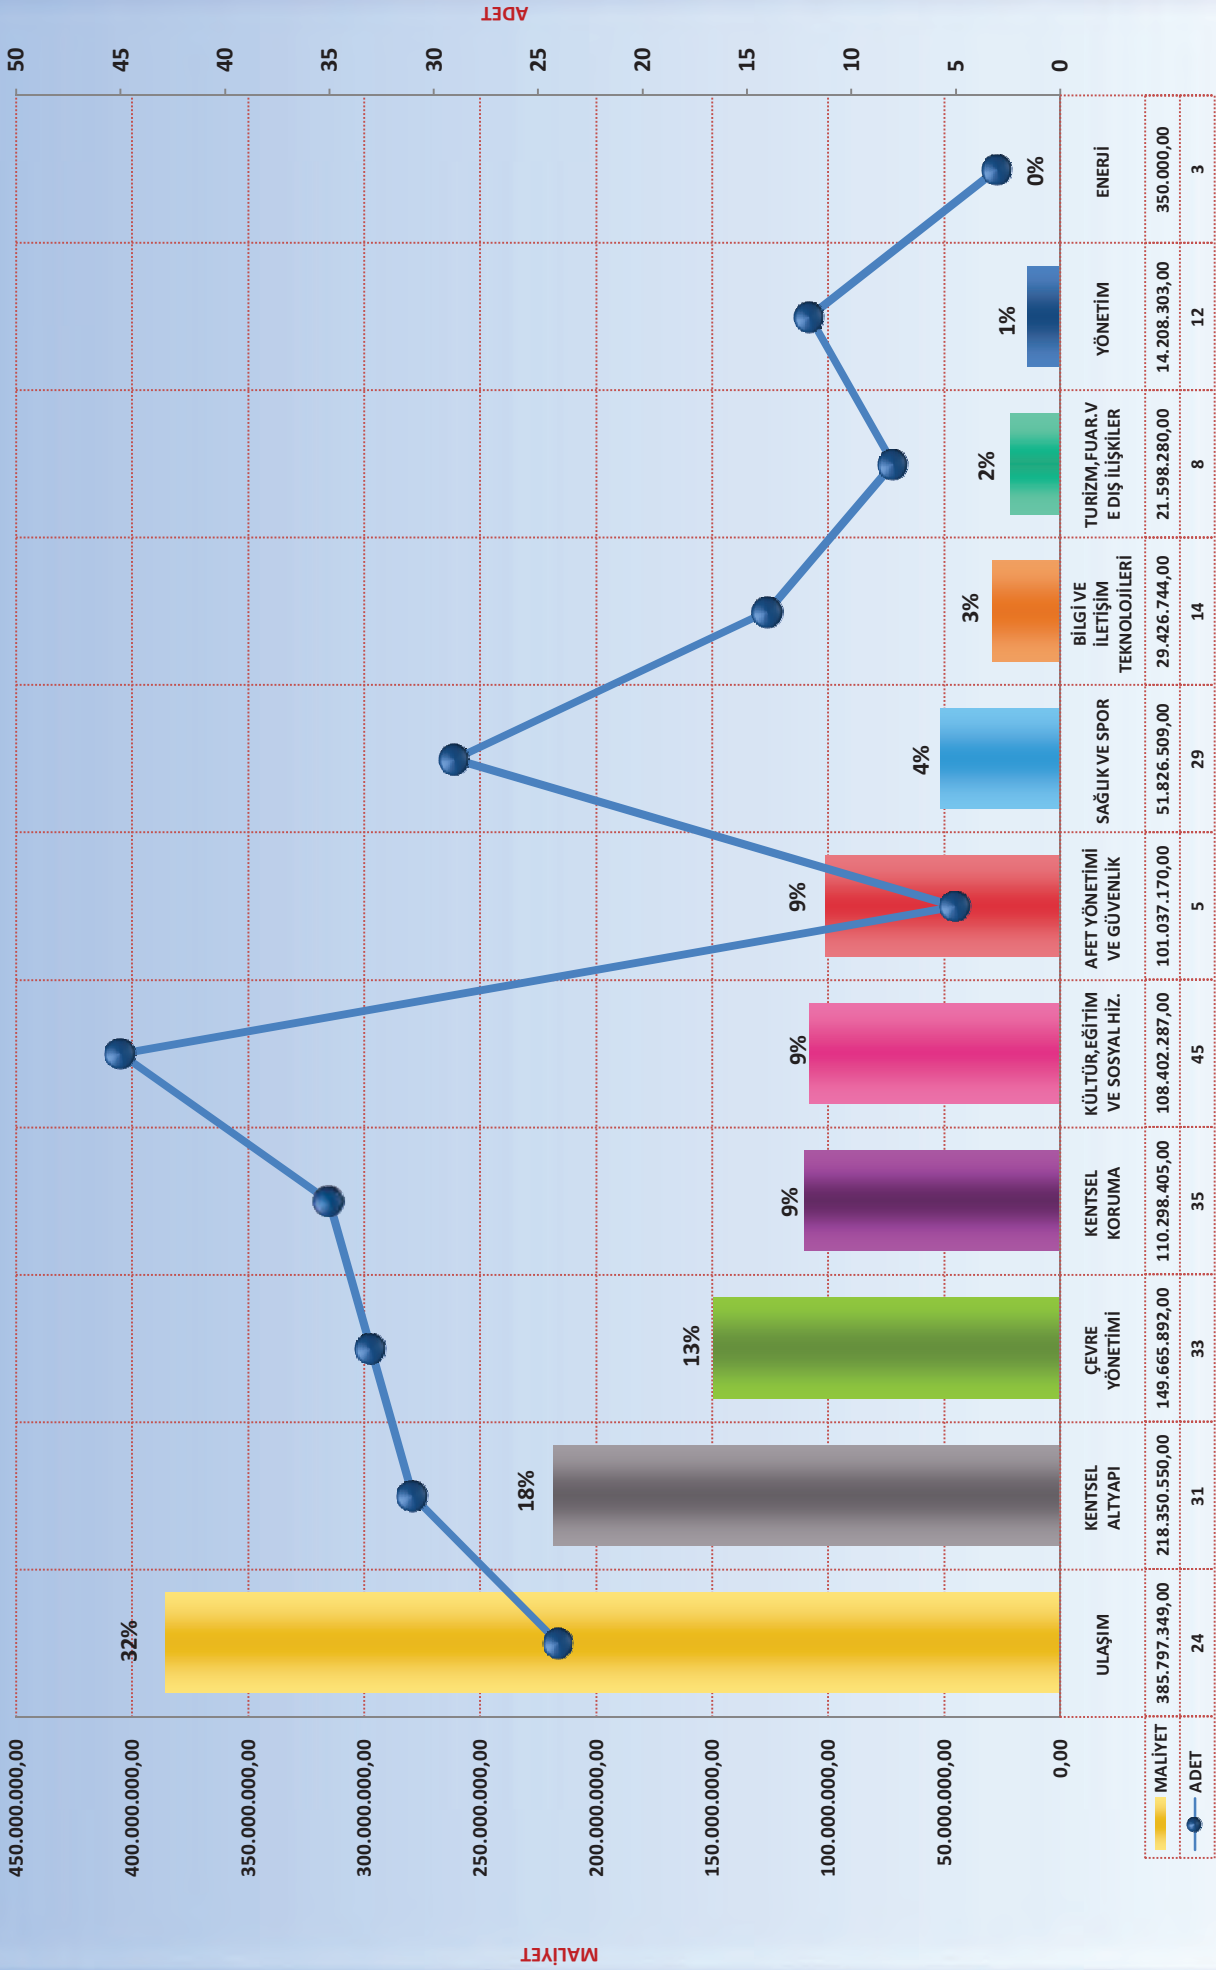 MALİYET
ADET
450.000.000,00
400.000.000,00
350.000.000,00
300.000.000,00
250.000.000,00
200.000.000,00
150.000.000,00
100.000.000,00
50.000.000,00
0,00
50
45
40
35
30
25
20
15
10
5
0
32%
18%
13%
9%
9%
9%
4%
3%
2%
1%
0%
ULAŞIM
KENTSEL
ALTYAPI
ÇEVRE
YÖNETİMİ
KENTSEL
KORUMA
KÜLTÜR,EĞİTİM
VE SOSYAL HİZ.
AFET YÖNETİMİ
VE GÜVENLİK
SAĞLIK VE SPOR
BİLGİ VE
İLETİŞİM
TEKNOLOJİLERİ
TURİZM,FUAR.V
E DIŞ İLİŞKİLER
YÖNETİM
ENERJİ
MALİYET 385.797.349,00 218.350.550,00 149.665.892,00 110.298.405,00 108.402.287,00 101.037.170,00 51.826.509,00 29.426.744,00 21.598.280,00 14.208.303,00 350.000,00
ADET 24 31 33 35 45 5 29 14 8 12 3